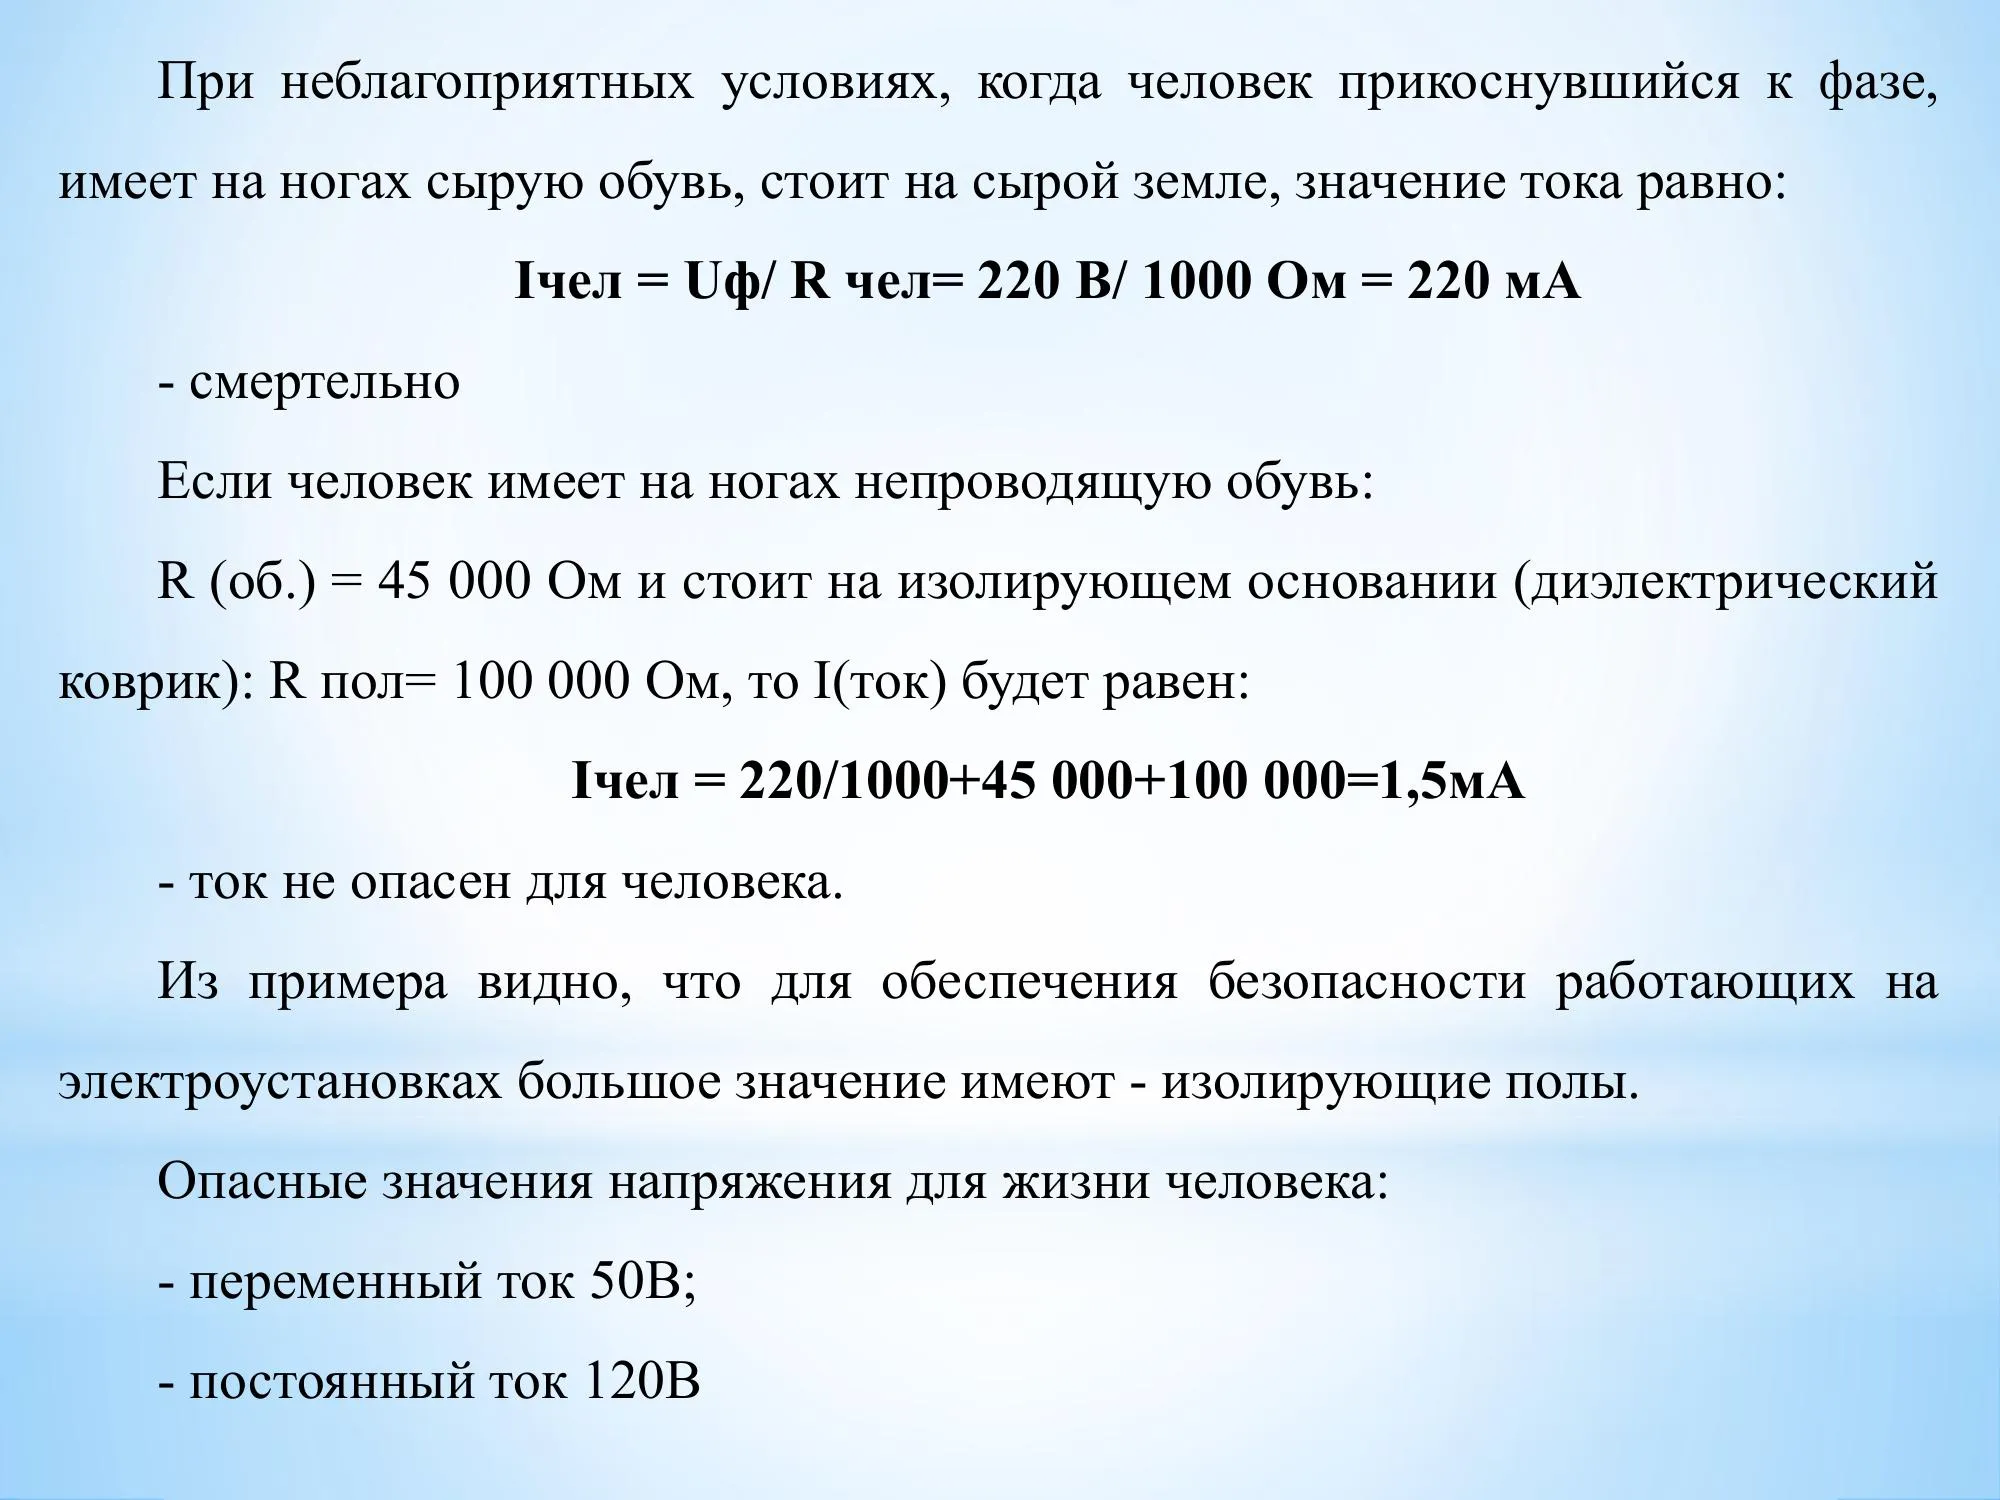 При неблагоприятных условиях, когда человек прикоснувшийся к фазе,
имеет на ногах сырую обувь, стоит на сырой земле, значение тока равно:
Iчел = Uф/ R чел= 220 В/ 1000 Ом = 220 мА
- смертельно
Если человек имеет на ногах непроводящую обувь:
R (об.) = 45 000 Ом и стоит на изолирующем основании (диэлектрический
коврик): R пол= 100 000 Ом, то I(ток) будет равен:
Iчел = 220/1000+45 000+100 000=1,5мА
- ток не опасен для человека.
Из примера видно, что для обеспечения безопасности работающих на
электроустановках большое значение имеют - изолирующие полы.
Опасные значения напряжения для жизни человека:
- переменный ток 50В;
- постоянный ток 120В